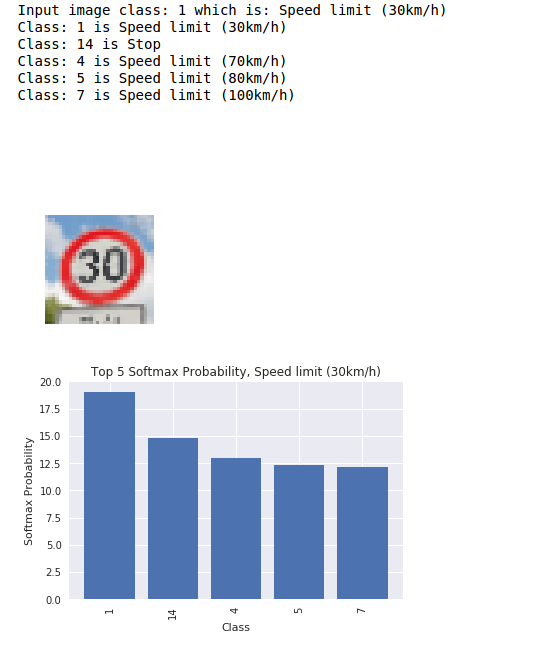 Input image class: 1 which is: Speed limit (30km/h)
Class: 1 is Speed limit (30km/h)
Class: 14 is Stop
Class: 4 is Speed limit (70km/h)
Class: 5 is Speed limit (80km/h)
Class: 7 is Speed limit (100km/h)
30
Top 5 Softmax Probability, Speed limit (30km/h)
20.0
17.5
15.0
12.5
10.0
7.5
5.0
2.5
0.0
Softmax Probability
1 14 4 5 7
Class